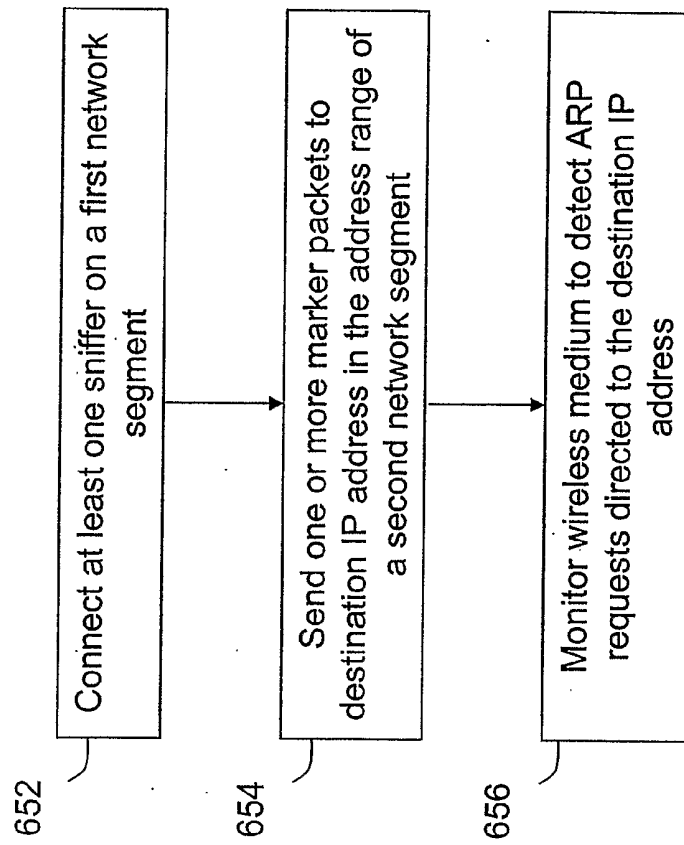 652
Connect at least one sniffer on a first network
segment
654
Send one or more marker packets to
destination IP address in the address range of
a second network segment
656
Monitor wireless medium to detect ARP
requests directed to the destination IP
address